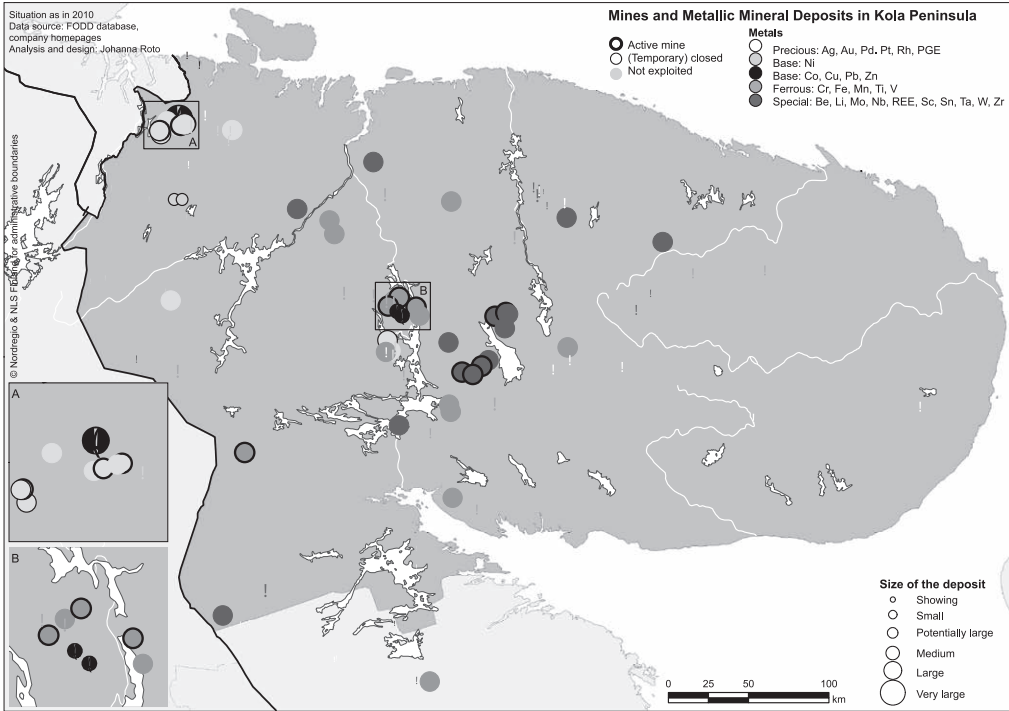 Situation as in 2010
Data source: FODD database,
company homepages
Analysis and design: Johanna Roto
Mines and Metallic Mineral Deposits in Kola Peninsula
Active mine
(Temporary) closed
Not exploited
Metals
Precious: Ag, Au, Pd. Pt, Rh, PGE
Base: Ni
Base: Co, Cu, Pb, Zn
Ferrous: Cr, Fe, Mn, Ti, V
Special: Be, Li, Mo, Nb, REE, Sc, Sn, Ta, W, Zr
© Nordregio & NLS Finland for administrative boundaries
A
B
A
B
Size of the deposit
Showing
Small
Potentially large
Medium
Large
Very large
0 25 50 100
km